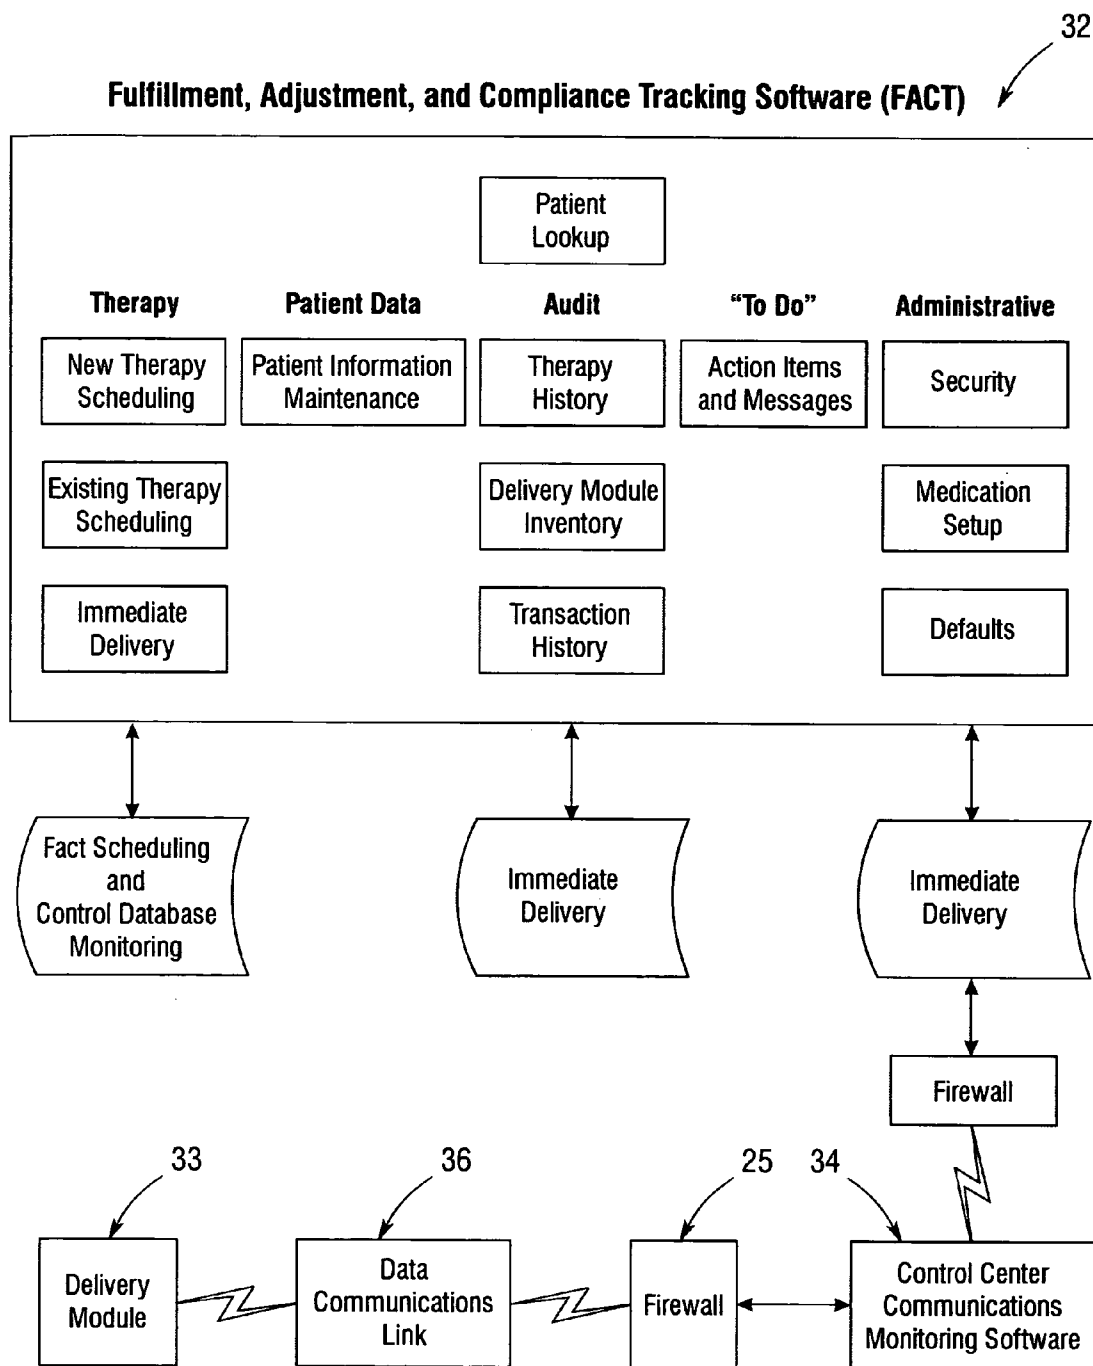 32
Fulfillment, Adjustment, and Compliance Tracking Software (FACT)
Patient
Lookup
Therapy
Patient Data
Audit
“To Do”
Administrative
New Therapy
Scheduling
Patient Information
Maintenance
Therapy
History
Action Items
and Messages
Security
Existing Therapy
Scheduling
Delivery Module
Inventory
Medication
Setup
Immediate
Delivery
Transaction
History
Defaults
Fact Scheduling
and
Control Database
Monitoring
Immediate
Delivery
Immediate
Delivery
Firewall
33
36
25
34
Delivery
Module
Data
Communications
Link
Firewall
Control Center
Communications
Monitoring Software